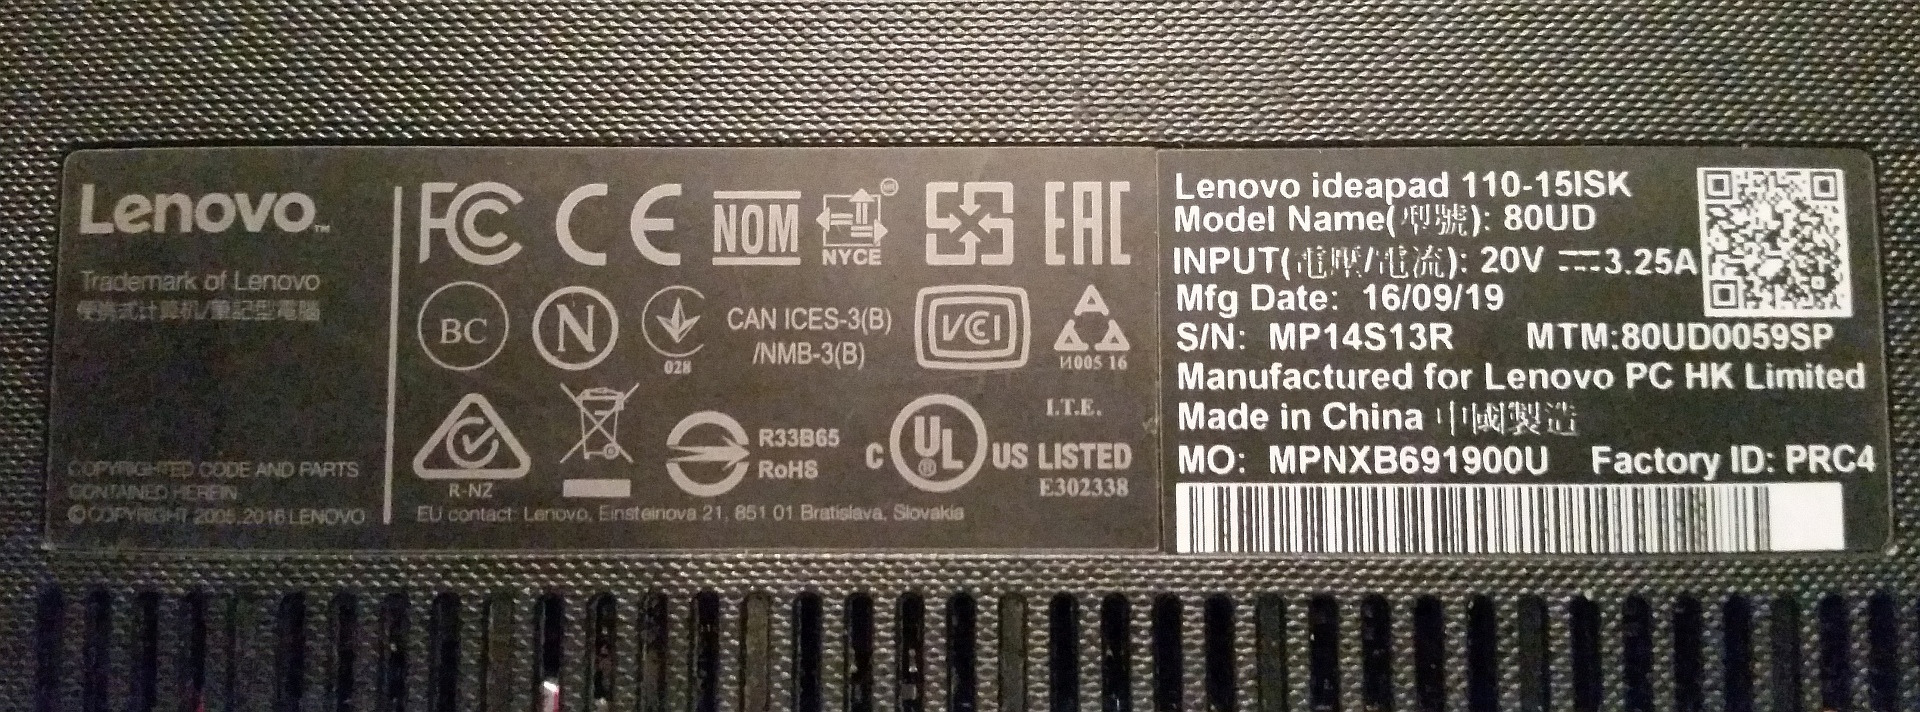 Lenovo™
Trademark of Lenovo
便携式计算机/筆記型電腦
COPYRIGHTED CODE AND PARTS
CONTAINED HEREIN
© COPYRIGHT 2005,2016 LENOVO
FC CE NOM NYCE EAC
BC N 028 CAN ICES-3(B)
/NMB-3(B)
VCI
И005 16
R-NZ
R33B65
RoHS
C UL® US LISTED
I.T.E.
E302338
EU contact: Lenovo, Einsteinova 21, 851 01 Bratislava, Slovakia
Lenovo ideapad 110-15ISK
Model Name(型號): 80UD
INPUT(電壓/電流): 20V ⎓3.25A
Mfg Date: 16/09/19
S/N: MP14S13R MTM:80UD0059SP
Manufactured for Lenovo PC HK Limited
Made in China 中國製造
MO: MPNXB691900U Factory ID: PRC4